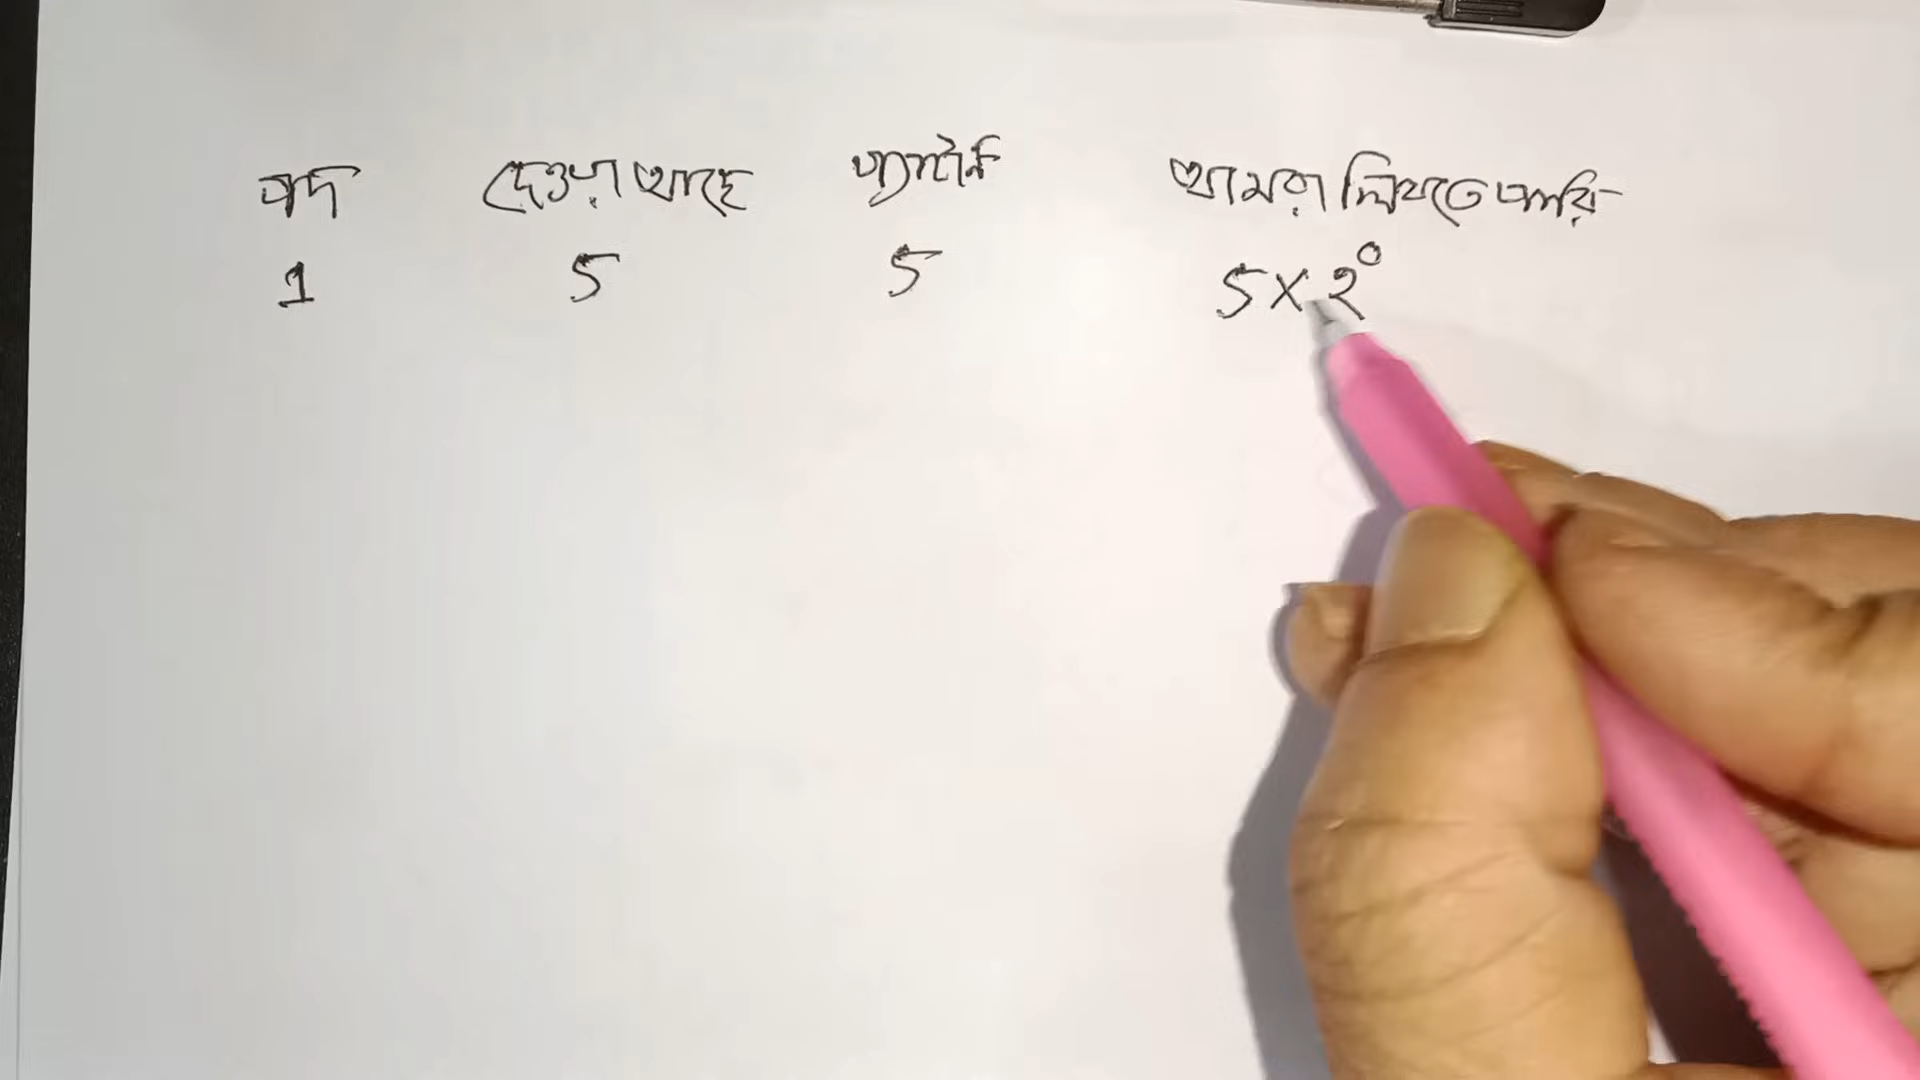 পদ দেওয়া আছে প্যাটার্ন আমরা লিখতে পারি
1 5 5 5 × 2⁰